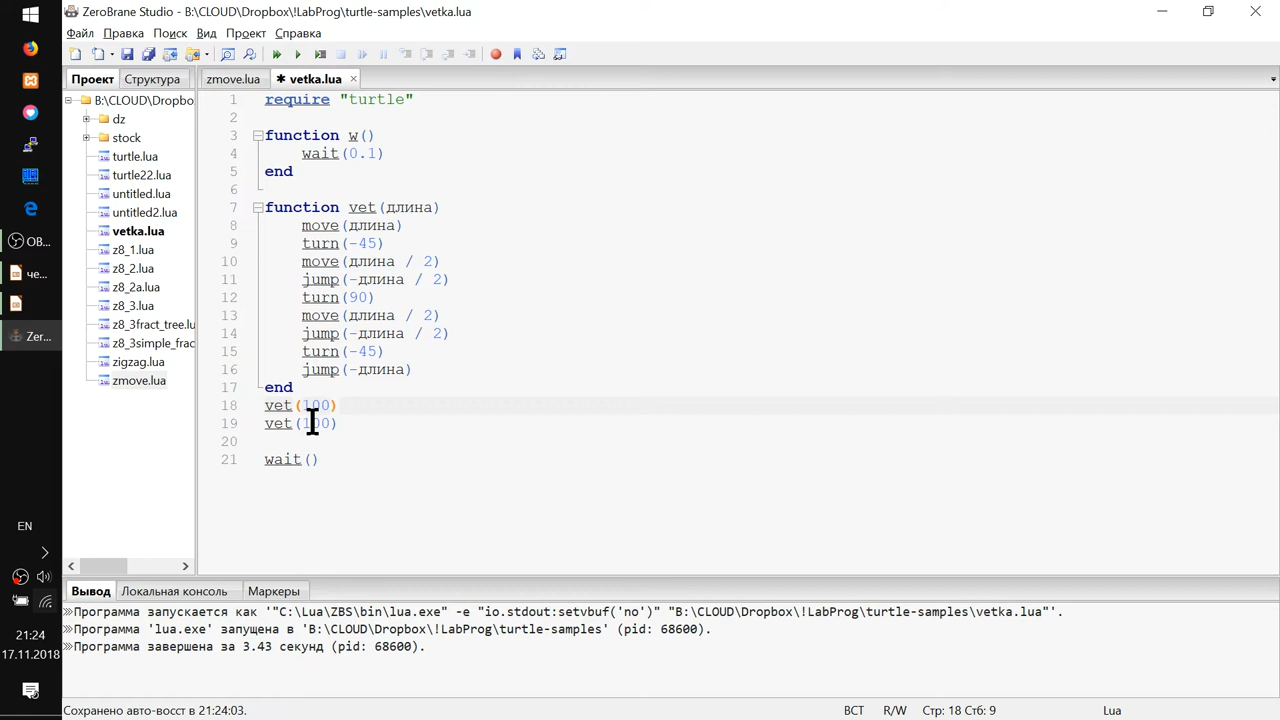 ZeroBrane Studio - B:\CLOUD\Dropbox\!LabProg\turtle-samples\vetka.lua
Файл Правка Поиск Вид Проект Справка
Проект Структура
zmove.lua ✱ vetka.lua
B:\CLOUD\Dropbo
dz
stock
turtle.lua
turtle22.lua
untitled.lua
untitled2.lua
vetka.lua
z8_1.lua
z8_2.lua
z8_2a.lua
z8_3.lua
z8_3fract_tree.lu
z8_3simple_frac
zigzag.lua
zmove.lua
1 require "turtle"
2
3 function w()
4 wait(0.1)
5 end
6
7 function vet(длина)
8 move(длина)
9 turn(-45)
10 move(длина / 2)
11 jump(-длина / 2)
12 turn(90)
13 move(длина / 2)
14 jump(-длина / 2)
15 turn(-45)
16 jump(-длина)
17 end
18 vet(100)
19 vet(100)
20
21 wait()
OB...
че...
Zer...
EN
21:24
17.11.2018
Вывод Локальная консоль Маркеры
Программа запускается как '"C:\Lua\ZBS\bin\lua.exe" -e "io.stdout:setvbuf('no')" "B:\CLOUD\Dropbox\!LabProg\turtle-samples\vetka.lua"'.
Программа 'lua.exe' запущена в 'B:\CLOUD\Dropbox\!LabProg\turtle-samples' (pid: 68600).
Программа завершена за 3.43 секунд (pid: 68600).
Сохранено авто-восст в 21:24:03. ВСТ R/W Стр: 18 Стб: 9 Lua